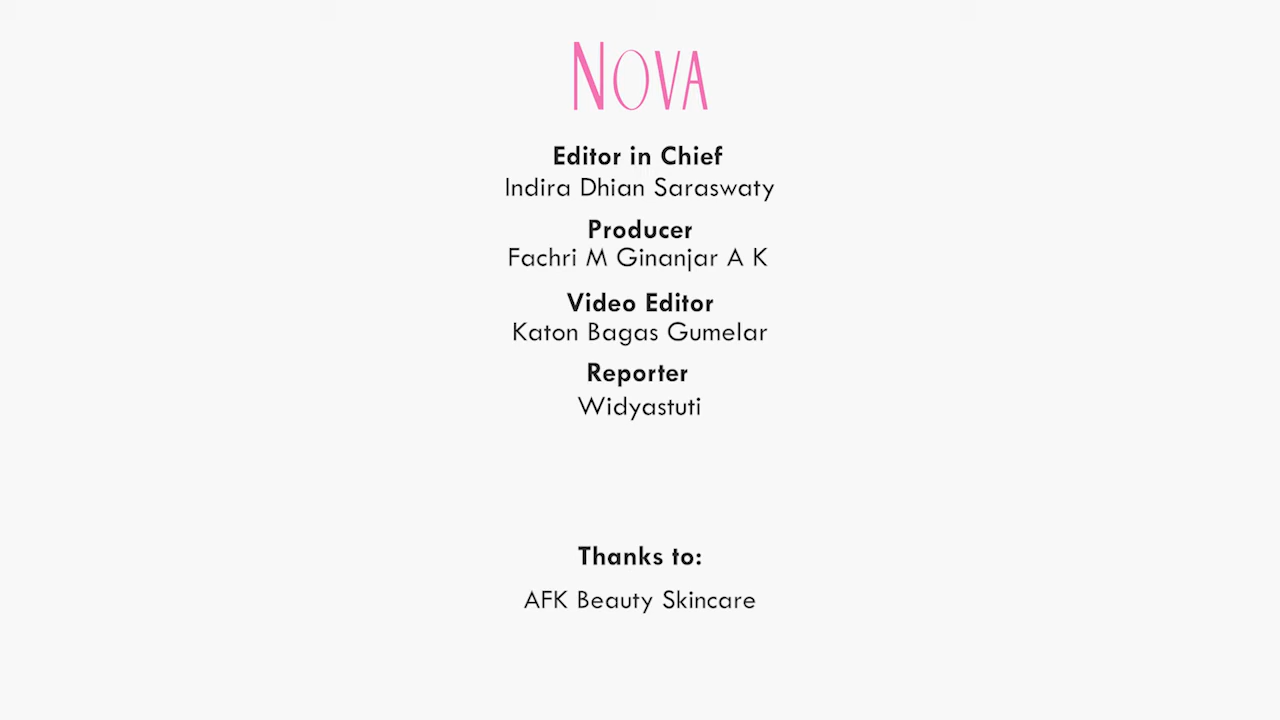 NOVA
Editor in Chief
Indira Dhian Saraswaty
Producer
Fachri M Ginanjar A K
Video Editor
Katon Bagas Gumelar
Reporter
Widyastuti
Thanks to:
AFK Beauty Skincare